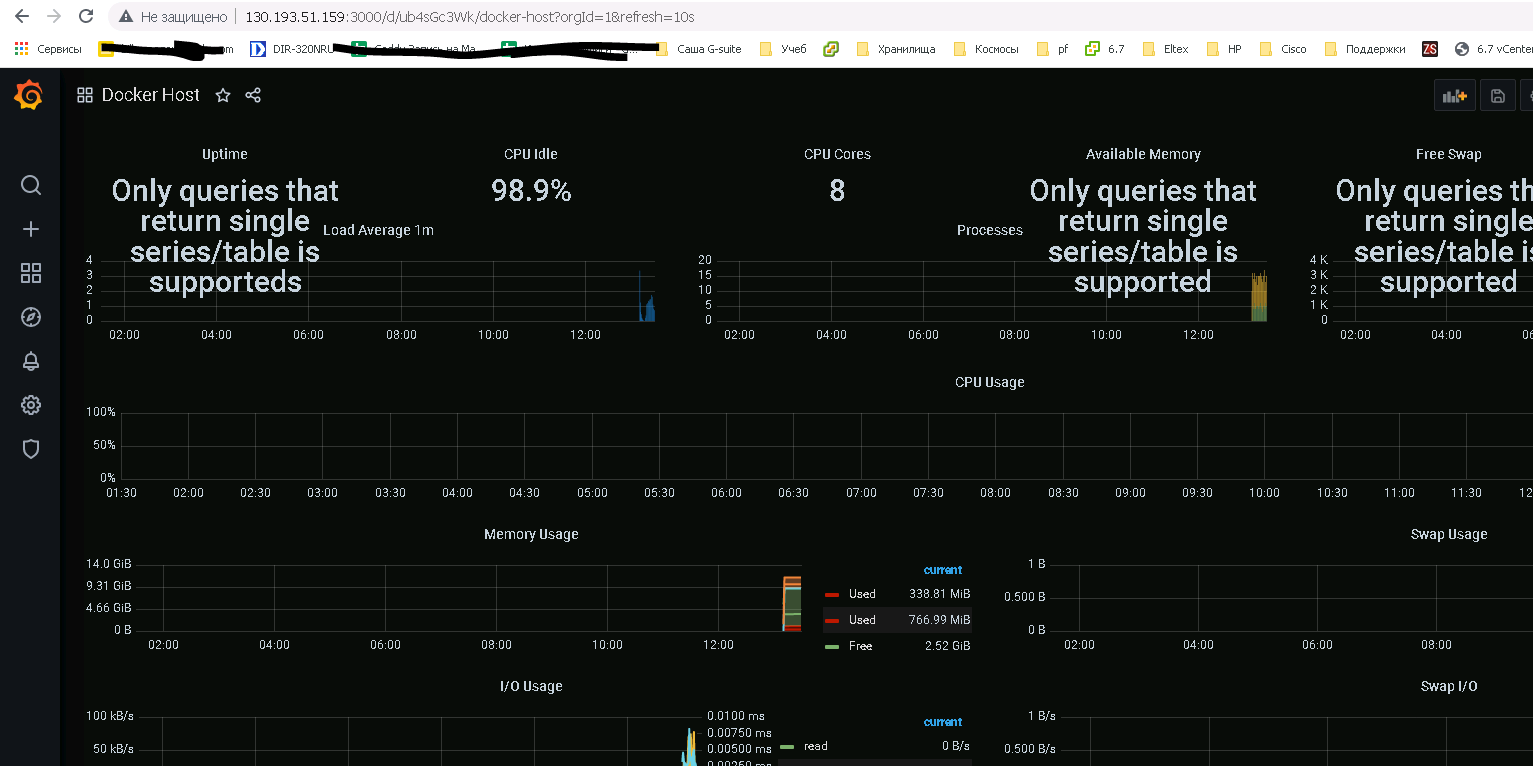 Не защищено 130.193.51.159:3000/d/ub4sGc3Wk/docker-host?orgId=1&refresh=10s
Сервисы DIR-320NRU Саша G-suite Учеб Хранилища Космосы pf 6.7 Eltex HP Cisco Поддержки ZS 6.7 vCenter
Docker Host
Uptime CPU Idle CPU Cores Available Memory Free Swap
Only queries that return single series/table is supporteds
98.9%
8
Only queries that return single series/table is supported
Only queries th
return single
series/table is
supported
Load Average 1m
4
3
2
1
0
02:00 04:00 06:00 08:00 10:00 12:00
Processes
20
15
10
5
0
02:00 04:00 06:00 08:00 10:00 12:00
4 K
3 K
2 K
1 K
0
02:00 04:00
CPU Usage
100%
50%
0%
01:30 02:00 02:30 03:00 03:30 04:00 04:30 05:00 05:30 06:00 06:30 07:00 07:30 08:00 08:30 09:00 09:30 10:00 10:30 11:00 11:30 12
Memory Usage
14.0 GiB
9.31 GiB
4.66 GiB
0 B
02:00 04:00 06:00 08:00 10:00 12:00
current
Used 338.81 MiB
Used 766.99 MiB
Free 2.52 GiB
Swap Usage
1 B
0.500 B
0 B
02:00 04:00 06:00 08:00
I/O Usage
100 kB/s
50 kB/s
0.0100 ms
0.00750 ms
0.00500 ms
0.00250 ms
current
read 0 B/s
Swap I/O
1 B/s
0.500 B/s